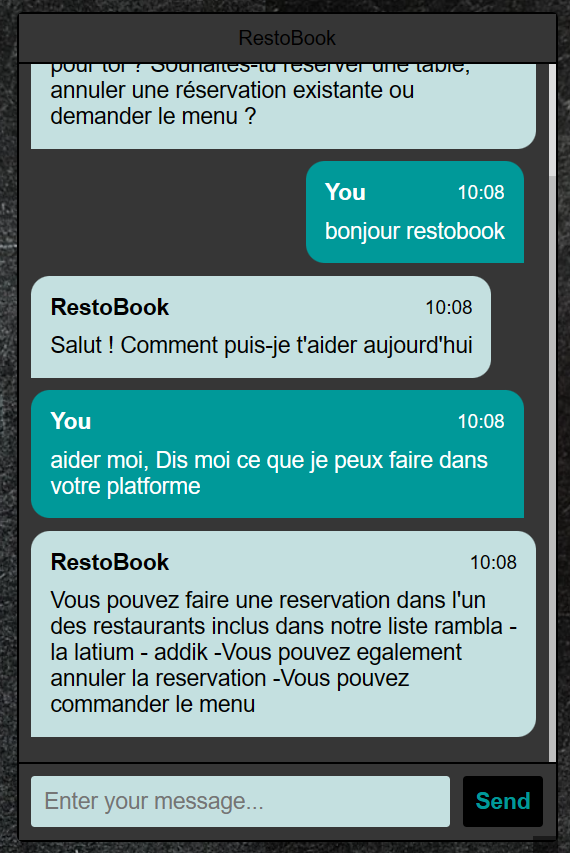 RestoBook
pour toi ? Souhaites-tu réserver une table,
annuler une réservation existante ou
demander le menu ?
You 10:08
bonjour restobook
RestoBook 10:08
Salut ! Comment puis-je t'aider aujourd'hui
You 10:08
aider moi, Dis moi ce que je peux faire dans
votre platforme
RestoBook 10:08
Vous pouvez faire une reservation dans l'un
des restaurants inclus dans notre liste rambla -
la latium - addik -Vous pouvez egalement
annuler la reservation -Vous pouvez
commander le menu
Enter your message...
Send